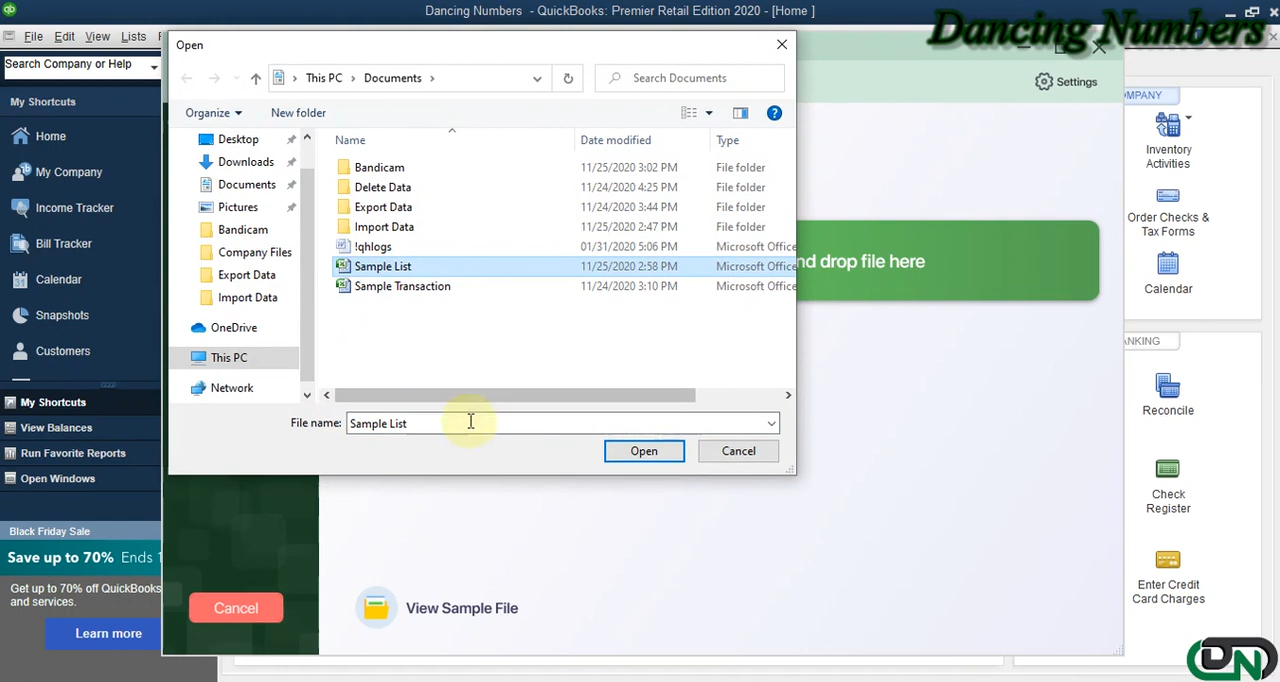 Dancing Numbers - QuickBooks: Premier Retail Edition 2020 - [Home ]
Dancing Numbers
File Edit View Lists
Search Company or Help
My Shortcuts
Home
My Company
Income Tracker
Bill Tracker
Calendar
Snapshots
Customers
My Shortcuts
View Balances
Run Favorite Reports
Open Windows
Black Friday Sale
Save up to 70% Ends 1
Get up to 70% off QuickBooks
and services.
Learn more
Open
This PC > Documents >
Search Documents
Organize
New folder
Name Date modified Type
Desktop
Downloads
Documents
Pictures
Bandicam
Company Files
Export Data
Import Data
OneDrive
This PC
Network
Bandicam 11/25/2020 3:02 PM File folder
Delete Data 11/24/2020 4:25 PM File folder
Export Data 11/24/2020 3:44 PM File folder
Import Data 11/25/2020 2:47 PM File folder
!qhlogs 01/31/2020 5:06 PM Microsoft Office
Sample List 11/25/2020 2:58 PM Microsoft Office
Sample Transaction 11/24/2020 3:10 PM Microsoft Office
File name: Sample List
Open Cancel
Settings
nd drop file here
Cancel
View Sample File
MPANY
Inventory
Activities
Order Checks &
Tax Forms
Calendar
ANKING
Reconcile
Check
Register
Enter Credit
Card Charges
DN